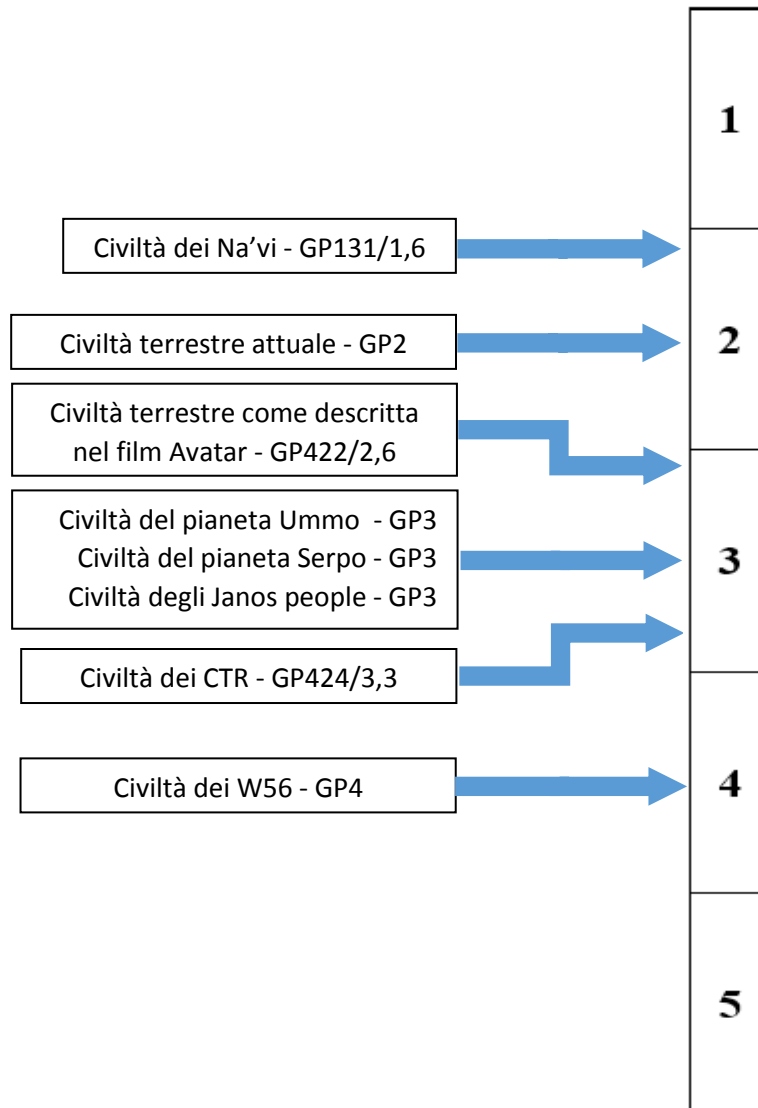 1
Civiltà dei Na’vi - GP131/1,6
Civiltà terrestre attuale - GP2
2
Civiltà terrestre come descritta
nel film Avatar - GP422/2,6
Civiltà del pianeta Ummo - GP3
Civiltà del pianeta Serpo - GP3
Civiltà degli Janos people - GP3
3
Civiltà dei CTR - GP424/3,3
Civiltà dei W56 - GP4
4
5